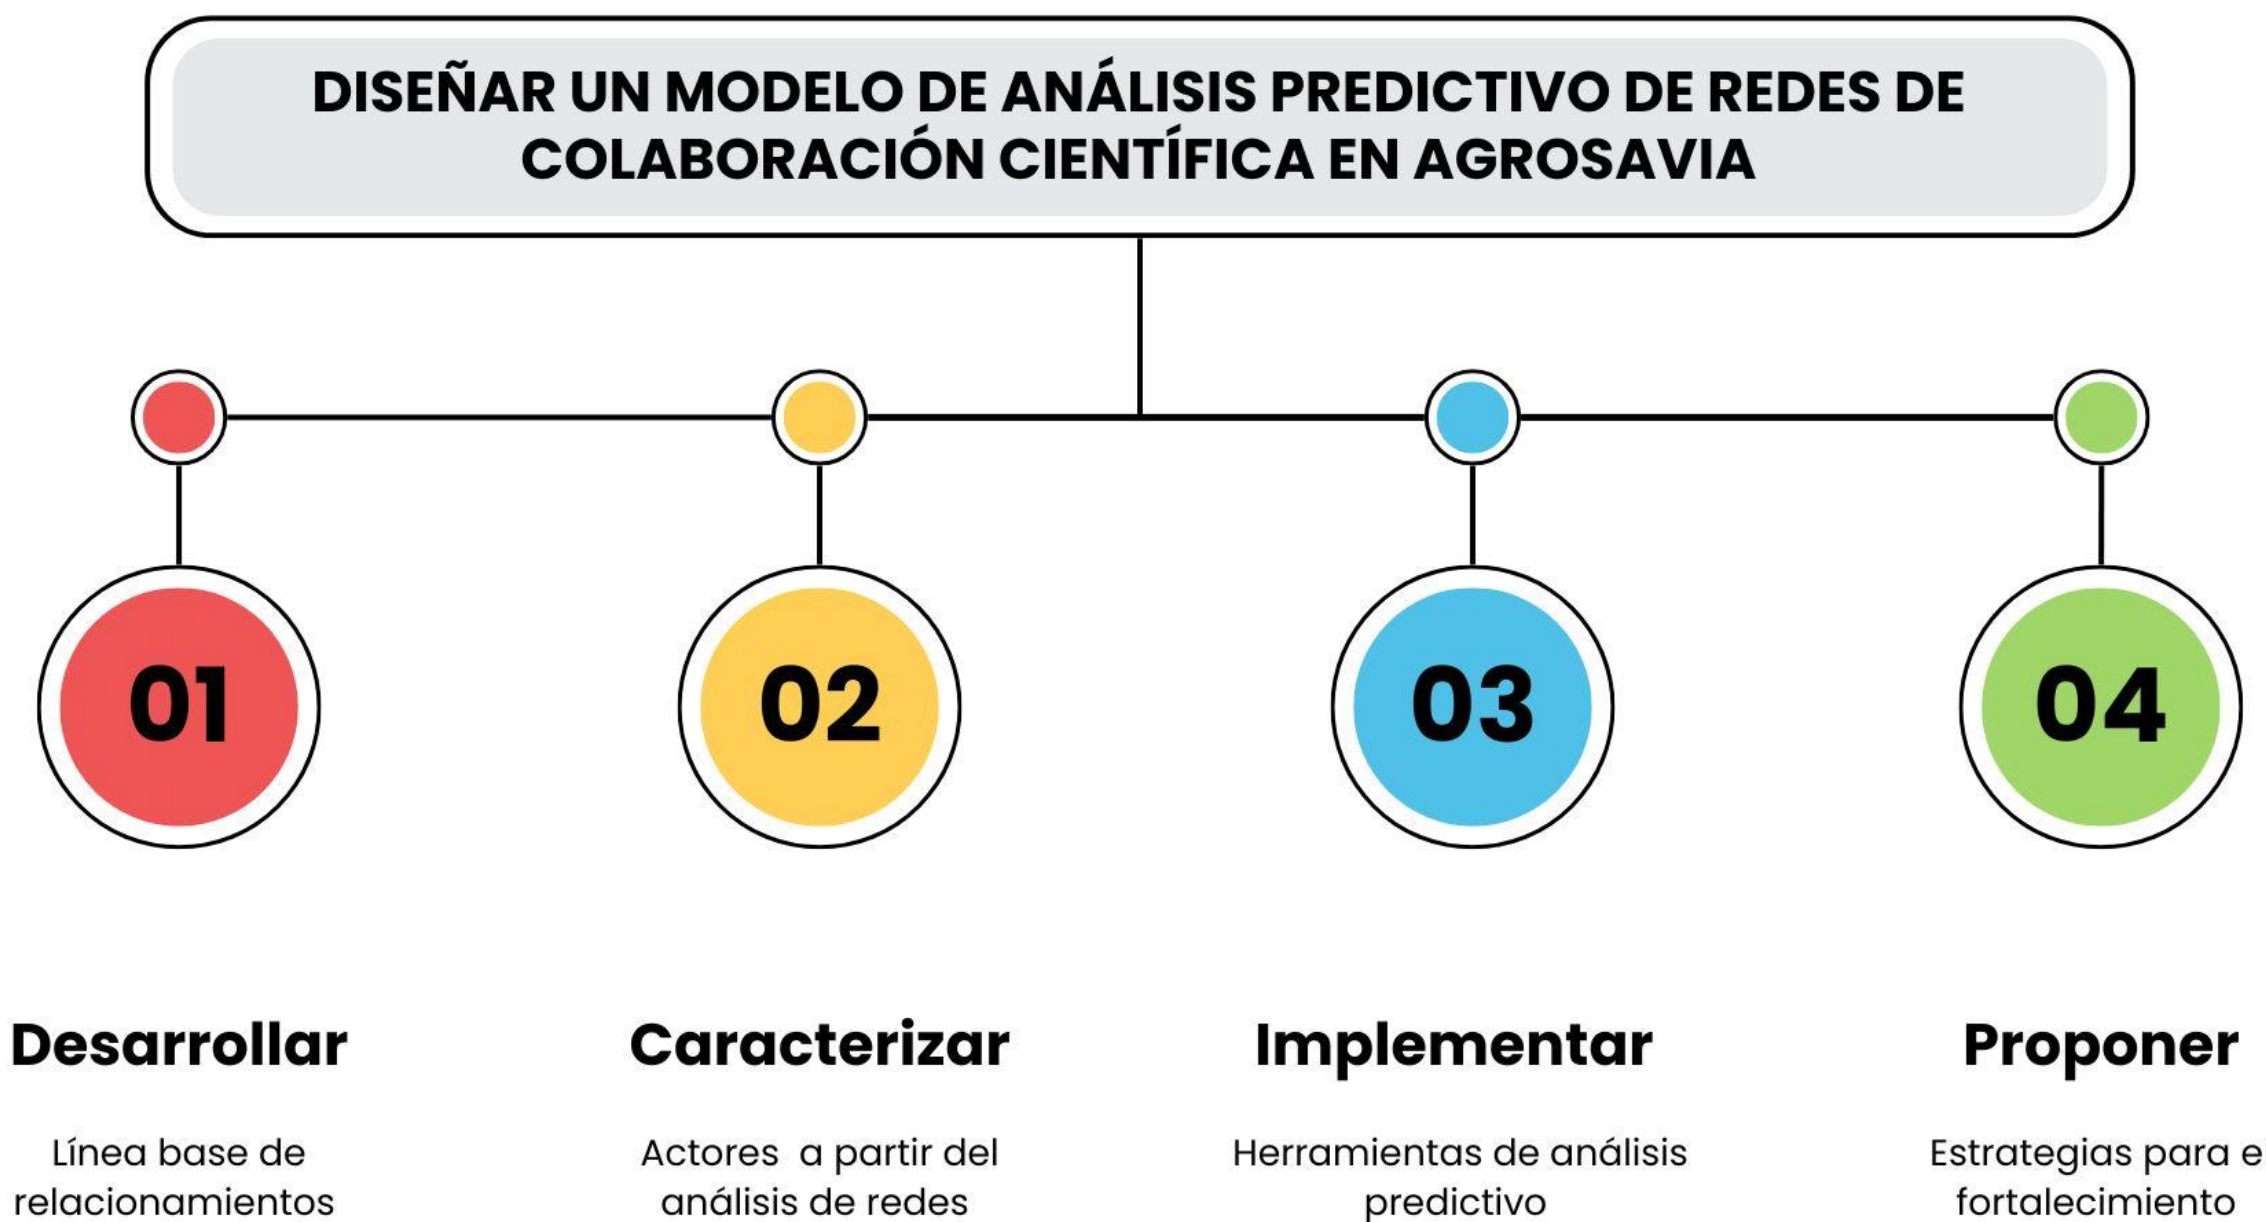 DISEÑAR UN MODELO DE ANÁLISIS PREDICTIVO DE REDES DE
COLABORACIÓN CIENTÍFICA EN AGROSAVIA
01
02
03
04
Desarrollar
Línea base de
relacionamientos
Caracterizar
Actores a partir del
análisis de redes
Implementar
Herramientas de análisis
predictivo
Proponer
Estrategias para e
fortalecimiento